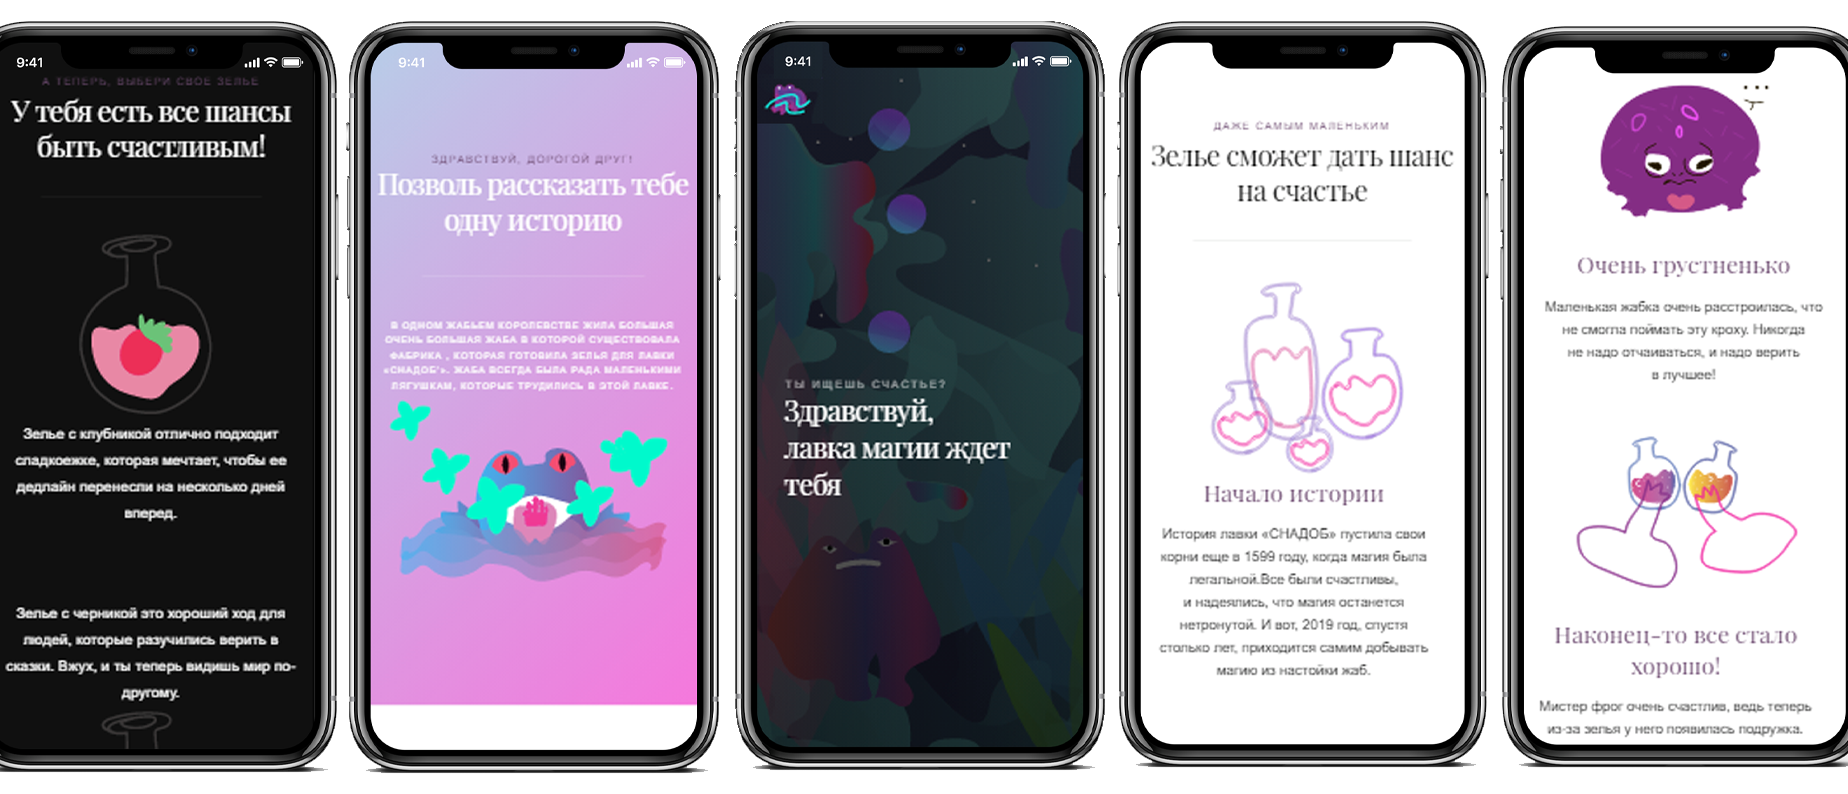 9:41
А ТЕПЕРЬ, ВЫБЕРИ СВОЕ ЗЕЛЬЕ
У тебя есть все шансы
быть счастливым!
Зелье с клубникой отлично подходит
сладкоежке, которая мечтает, чтобы ее
дедлайн перенесли на несколько дней
вперед.
Зелье с черникой это хороший ход для
людей, которые разучились верить в
сказки. Вжух, и ты теперь видишь мир по-
другому.
9:41
ЗДРАВСТВУЙ, ДОРОГОЙ ДРУГ!
Позволь рассказать тебе
одну историю
В ОДНОМ ЖАБЬЕМ КОРОЛЕВСТВЕ ЖИЛА БОЛЬШАЯ
ОЧЕНЬ БОЛЬШАЯ ЖАБА В КОТОРОЙ СУЩЕСТВОВАЛА
ФАБРИКА , КОТОРАЯ ГОТОВИЛА ЗЕЛЬЯ ДЛЯ ЛАВКИ
«СНАДОБ'». ЖАБА ВСЕГДА БЫЛА РАДА МАЛЕНЬКИМИ
ЛЯГУШКАМ, КОТОРЫЕ ТРУДИЛИСЬ В ЭТОЙ ЛАВКЕ.
9:41
ТЫ ИЩЕШЬ СЧАСТЬЕ?
Здравствуй,
лавка магии ждет
тебя
ДАЖЕ САМЫМ МАЛЕНЬКИМ
Зелье сможет дать шанс
на счастье
Начало истории
История лавки «СНАДОБ» пустила свои
корни еще в 1599 году, когда магия была
легальной.Все были счастливы,
и надеялись, что магия останется
нетронутой. И вот, 2019 год, спустя
столько лет, приходится самим добывать
магию из настойки жаб.
Очень грустненько
Маленькая жабка очень расстроилась, что
не смогла поймать эту кроху. Никогда
не надо отчаиваться, и надо верить
в лучшее!
Наконец-то все стало
хорошо!
Мистер фрог очень счастлив, ведь теперь
из-за зелья у него появилась подружка.